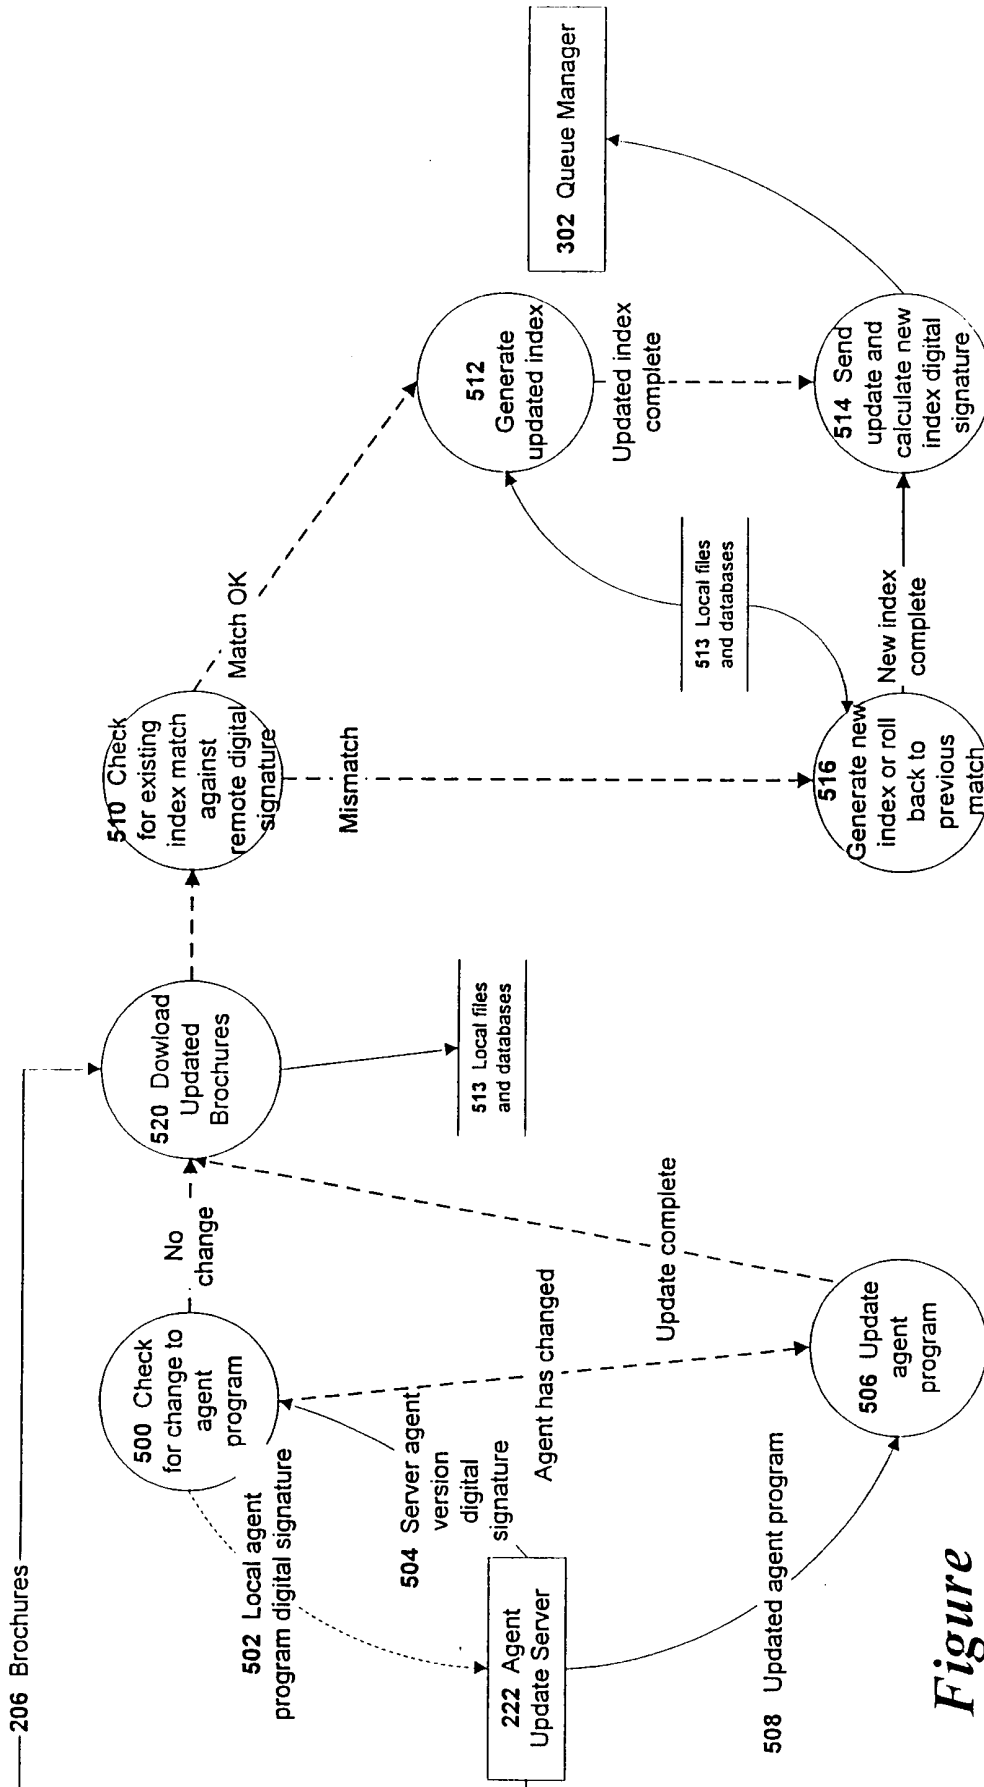 206 Brochures
500 Check
for change to
agent
program
No
change
520 Dowload
Updated
Brochures
510 Check
for existing
index match
against
remote digital
signature
Match OK
Mismatch
502 Local agent
program digital signature
504 Server agent
version
digital
signature
Agent has changed
Update complete
513 Local files
and databases
512
Generate
updated index
Updated index
complete
302 Queue Manager
222 Agent
Update Server
508 Updated agent program
506 Update
agent
program
513 Local files
and databases
516
Generate new
index or roll
back to
previous
match
New index
complete
514 Send
update and
calculate new
index digital
signature
Figure